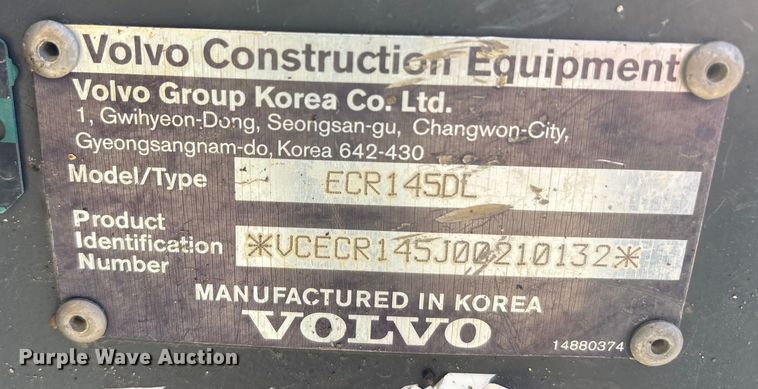 Volvo Construction Equipment
Volvo Group Korea Co. Ltd.
1, Gwihyeon-Dong, Seongsan-gu, Changwon-City,
Gyeongsangnam-do, Korea 642-430
Model/Type ECR145DL
Product
Identification
Number
*VCECR145J00210132*
MANUFACTURED IN KOREA
VOLVO
14880374
Purple Wave Auction